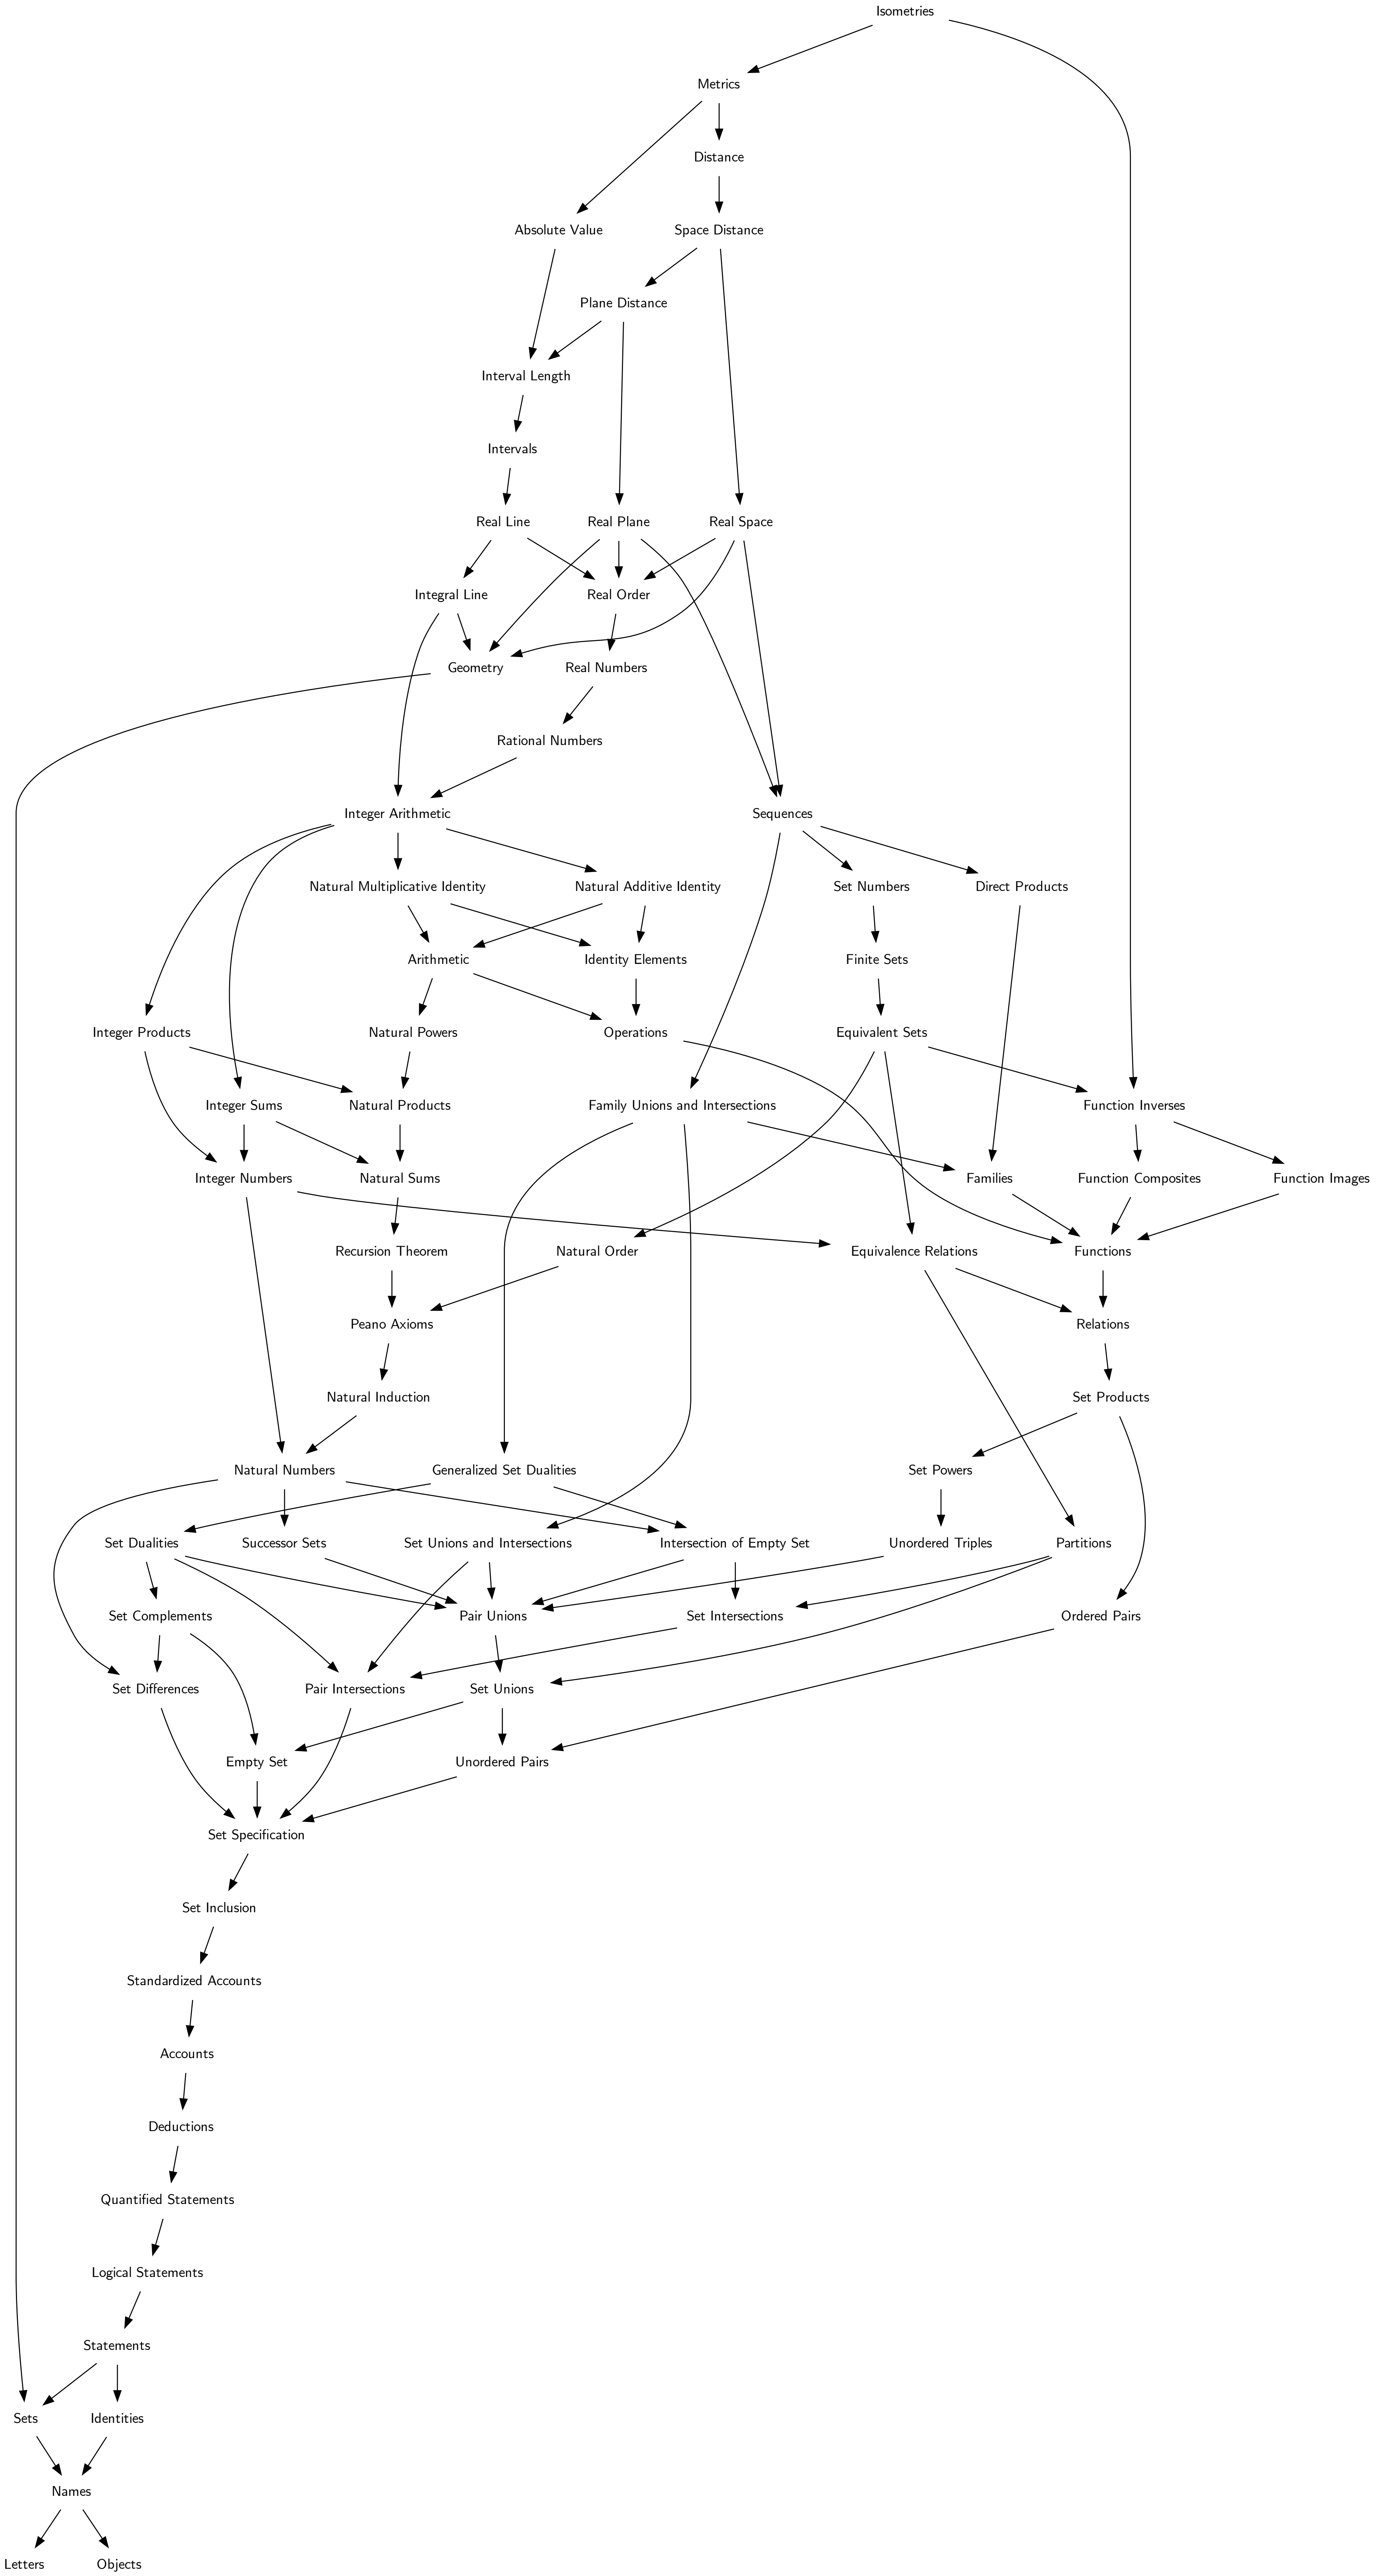 Isometries
Metrics
Distance
Absolute Value
Space Distance
Plane Distance
Interval Length
Intervals
Real Line
Real Plane
Real Space
Integral Line
Real Order
Geometry
Real Numbers
Rational Numbers
Integer Arithmetic
Sequences
Natural Multiplicative Identity
Natural Additive Identity
Set Numbers
Direct Products
Arithmetic
Identity Elements
Finite Sets
Integer Products
Natural Powers
Operations
Equivalent Sets
Integer Sums
Natural Products
Family Unions and Intersections
Function Inverses
Integer Numbers
Natural Sums
Families
Function Composites
Function Images
Recursion Theorem
Natural Order
Equivalence Relations
Functions
Peano Axioms
Relations
Natural Induction
Set Products
Natural Numbers
Generalized Set Dualities
Set Powers
Set Dualities
Successor Sets
Set Unions and Intersections
Intersection of Empty Set
Unordered Triples
Partitions
Set Complements
Pair Unions
Set Intersections
Ordered Pairs
Set Differences
Pair Intersections
Set Unions
Empty Set
Unordered Pairs
Set Specification
Set Inclusion
Standardized Accounts
Accounts
Deductions
Quantified Statements
Logical Statements
Statements
Sets
Identities
Names
Letters
Objects